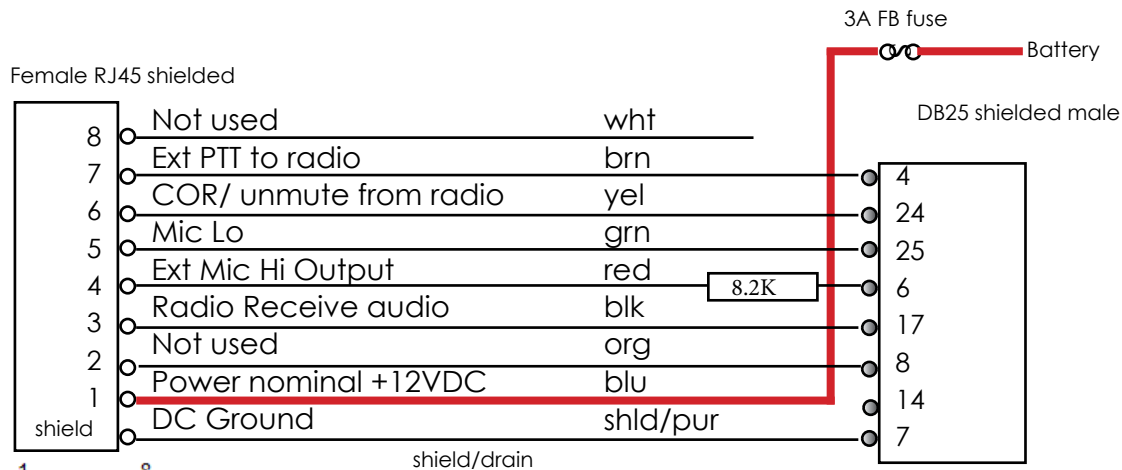 3A FB fuse
Battery
Female RJ45 shielded
DB25 shielded male
8 Not used wht
7 Ext PTT to radio brn 4
6 COR/ unmute from radio yel 24
5 Mic Lo grn 25
4 Ext Mic Hi Output red 8.2K 6
3 Radio Receive audio blk 17
2 Not used org 8
1 Power nominal +12VDC blu 14
shield DC Ground shld/pur 7
shield/drain
1 8